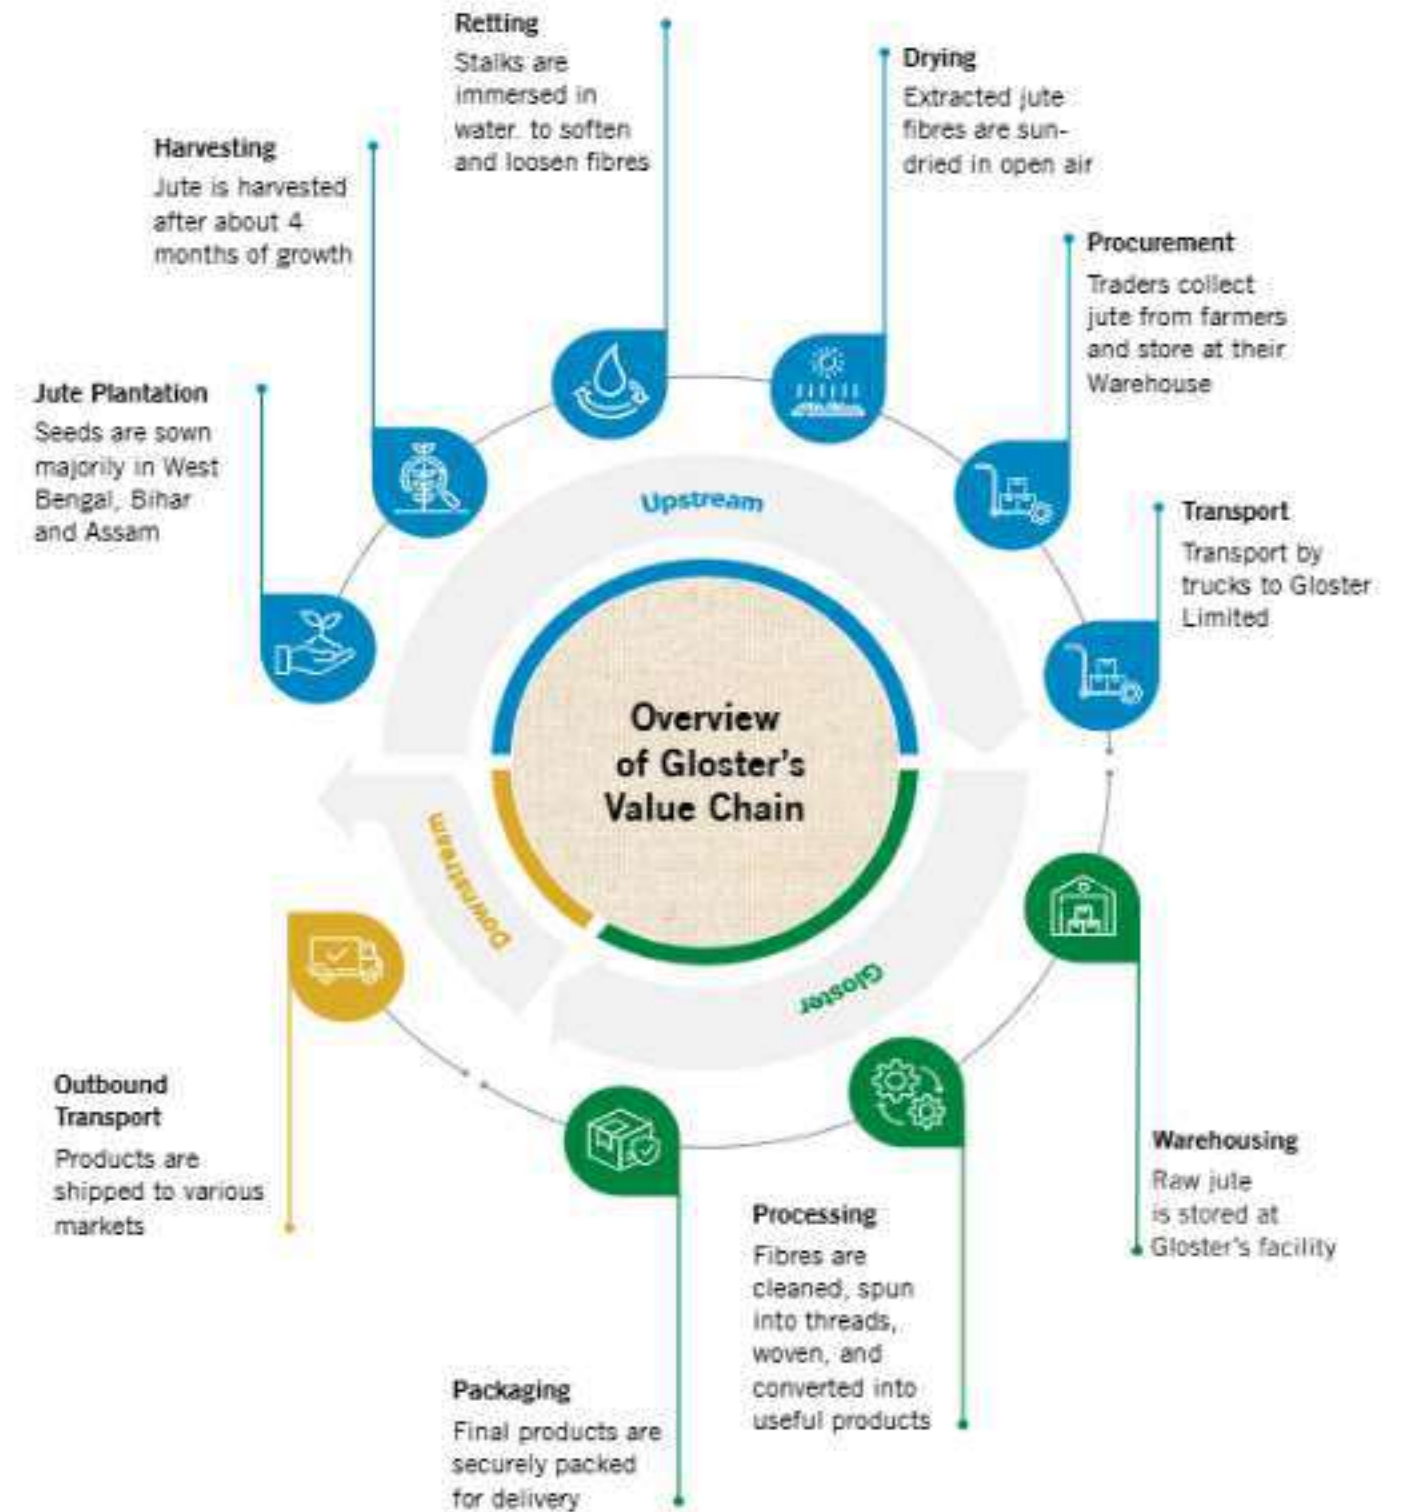 Retting
Stalks are
immersed in
water. to soften
and loosen fibres
Drying
Extracted jute
fibres are sun-
dried in open air
Harvesting
Jute is harvested
after about 4
months of growth
Procurement
Traders collect
jute from farmers
and store at their
Warehouse
Jute Plantation
Seeds are sown
majorily in West
Bengal, Bihar
and Assam
Transport
Transport by
trucks to Gloster
Limited
Upstream
Overview
of Gloster's
Value Chain
Downstream
Gloster
Outbound
Transport
Products are
shipped to various
markets
Warehousing
Raw jute
is stored at
Gloster's facility
Processing
Fibres are
cleaned, spun
into threads,
woven, and
converted into
useful products
Packaging
Final products are
securely packed
for delivery